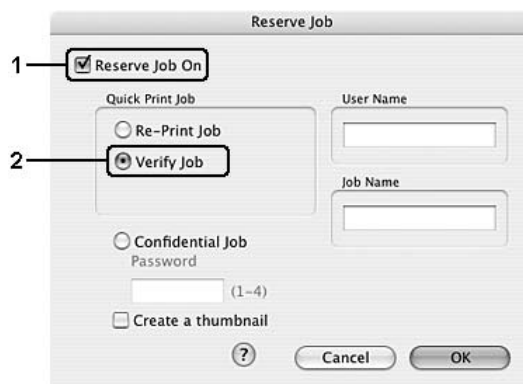 Reserve Job
1
Reserve Job On
Quick Print Job
Re-Print Job
2
Verify Job
User Name
Job Name
Confidential Job
Password
(1-4)
Create a thumbnail
?
Cancel
OK